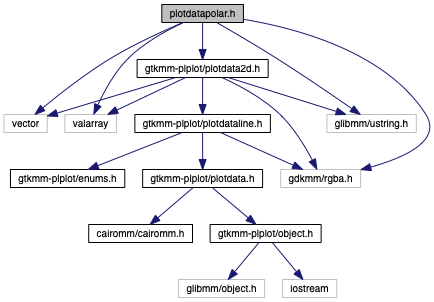 plotdatapolar.h
gtkmm-plplot/plotdata2d.h
vector
valarray
gtkmm-plplot/plotdataline.h
glibmm/ustring.h
gtkmm-plplot/enums.h
gtkmm-plplot/plotdata.h
gdkmm/rgba.h
cairomm/cairomm.h
gtkmm-plplot/object.h
glibmm/object.h
iostream